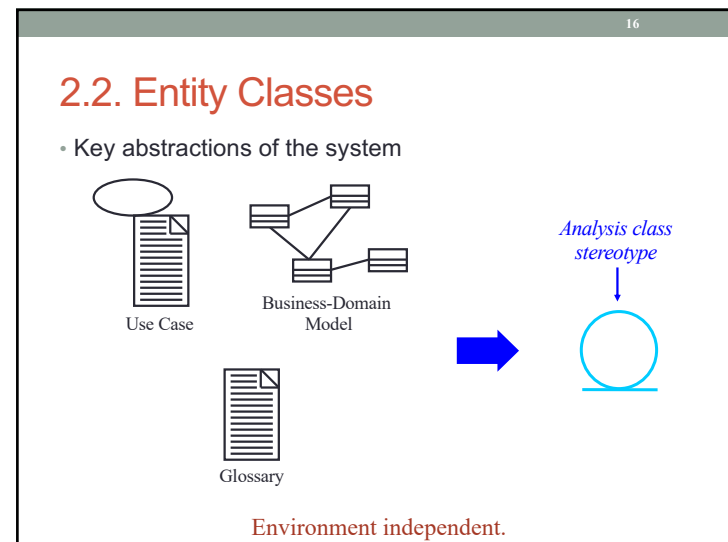 16
2.2. Entity Classes
• Key abstractions of the system
Analysis class
stereotype
Use Case
Business-Domain
Model
Glossary
Environment independent.